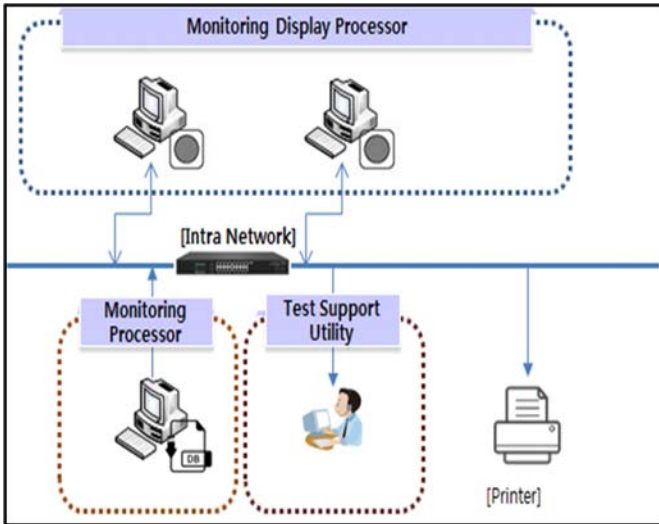 Monitoring Display Processor
[Intra Network]
Monitoring
Processor
Test Support
Utility
DB
[Printer]